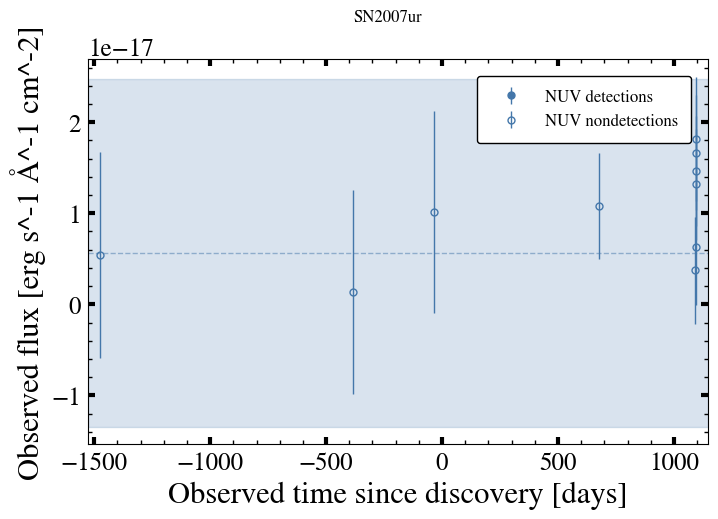 SN2007ur
1e−17
NUV detections
NUV nondetections
2
1
0
−1
Observed flux [erg s^-1 Å^-1 cm^-2]
−1500 −1000 −500 0 500 1000
Observed time since discovery [days]